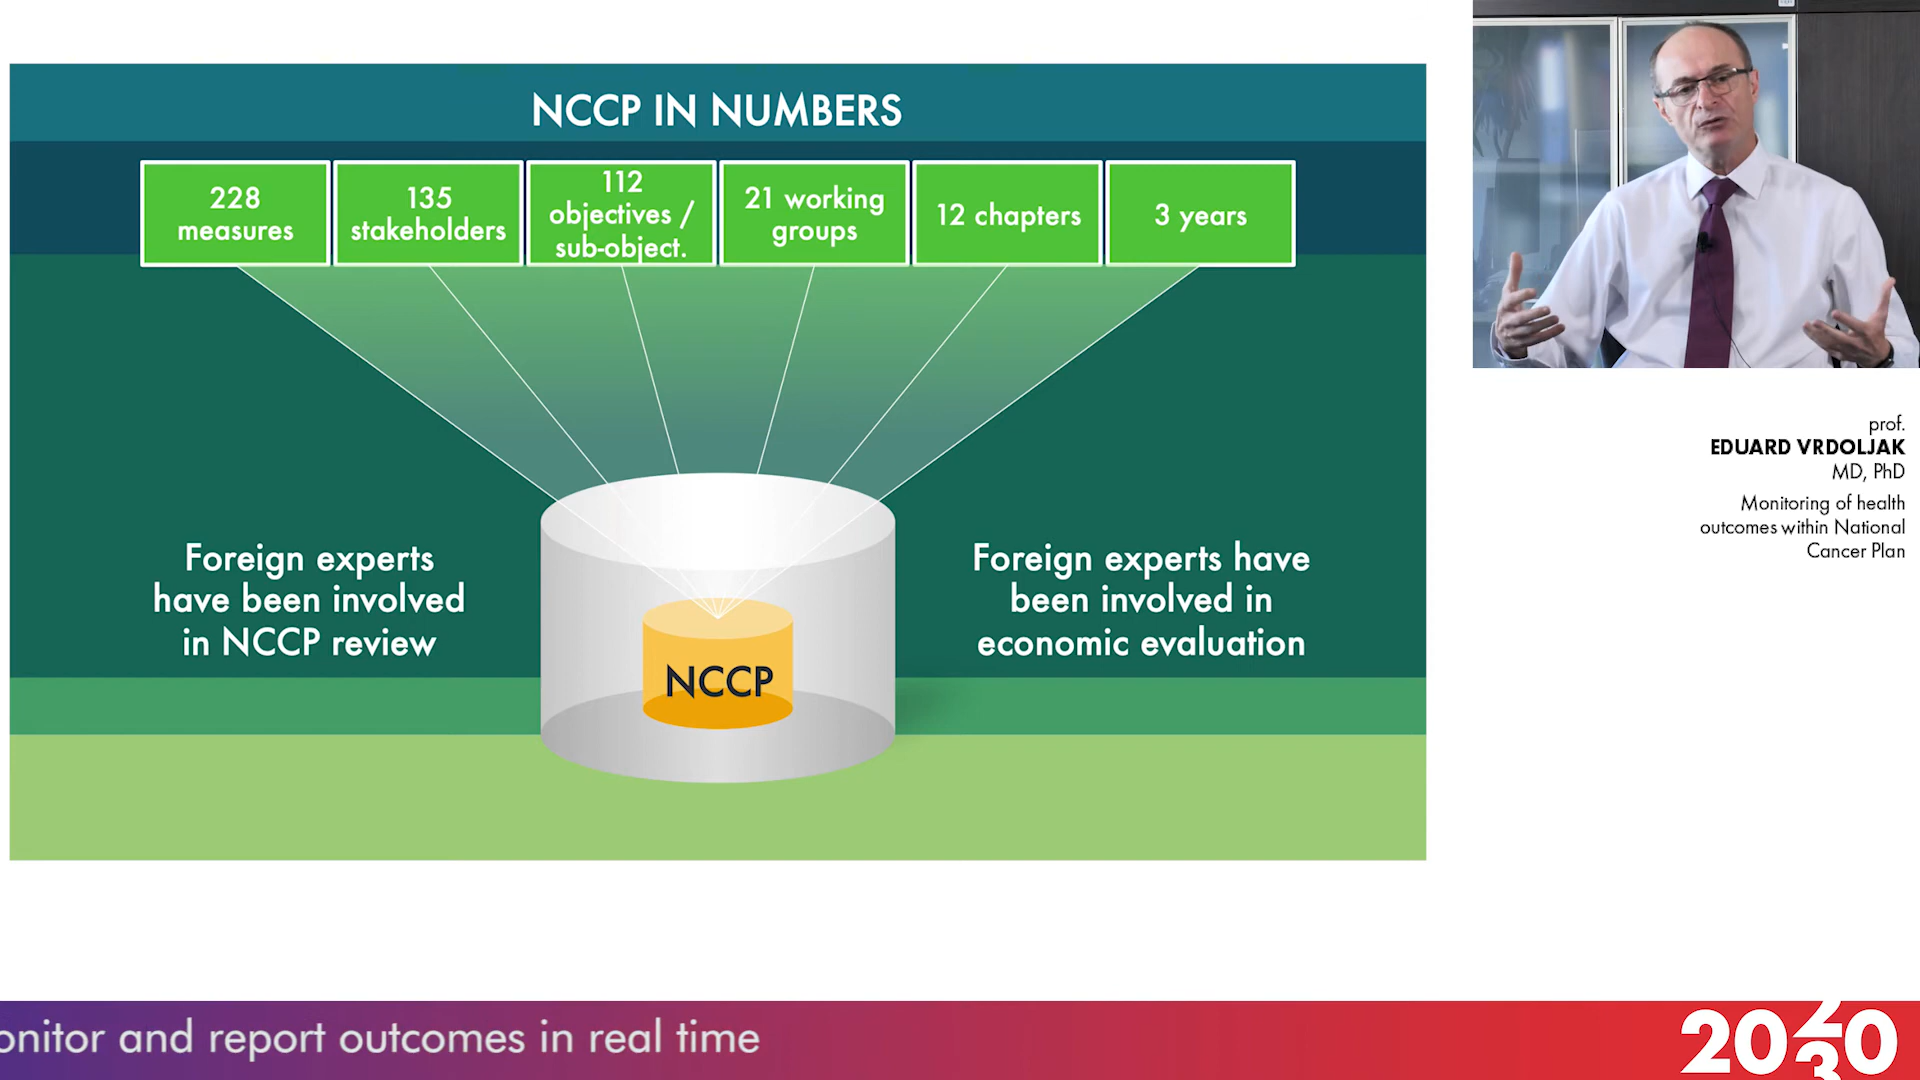 NCCP IN NUMBERS
228
measures
135
stakeholders
112
objectives /
sub-object.
21 working
groups
12 chapters
3 years
Foreign experts
have been involved
in NCCP review
NCCP
Foreign experts have
been involved in
economic evaluation
prof.
EDUARD VRDOLJAK
MD, PhD
Monitoring of health
outcomes within National
Cancer Plan
onitor and report outcomes in real time